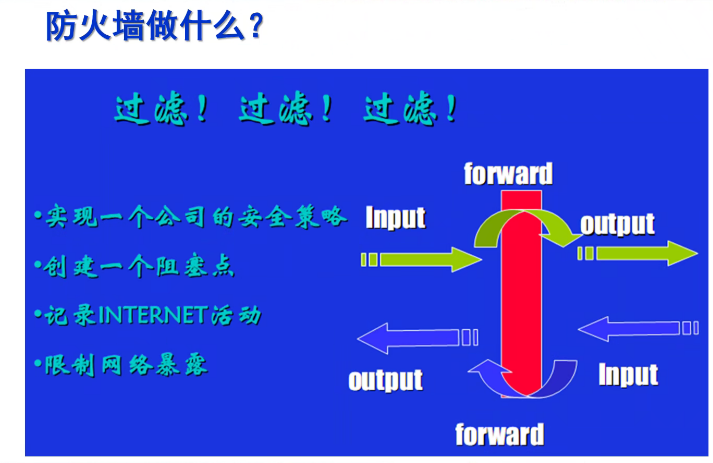 防火墙做什么?
过滤! 过滤! 过滤!
•实现一个公司的安全策略
•创建一个阻塞点
•记录INTERNET活动
•限制网络暴露
forward
Input
output
output
Input
forward